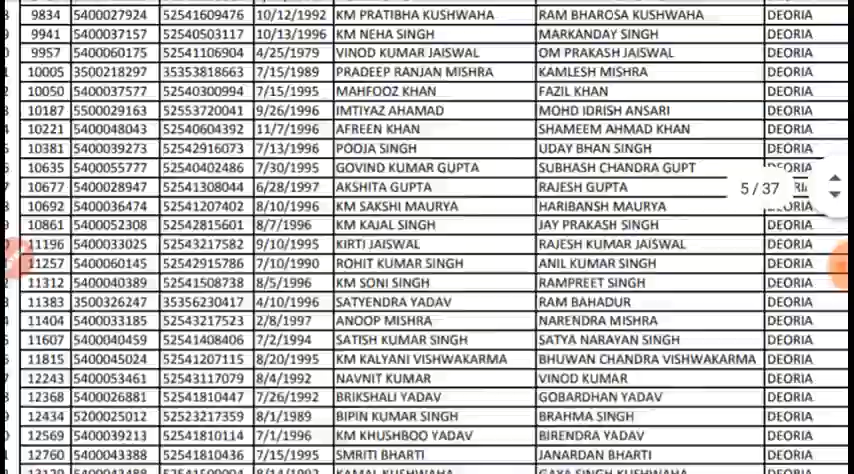 9834 5400027924 52541609476 10/12/1992 KM PRATIBHA KUSHWAHA RAM BHAROSA KUSHWAHA DEORIA
9941 5400037157 52540503117 10/13/1996 KM NEHA SINGH MARKANDAY SINGH DEORIA
9957 5400060175 52541106904 4/25/1979 VINOD KUMAR JAISWAL OM PRAKASH JAISWAL DEORIA
10005 3500218297 35353818663 7/15/1989 PRADEEP RANJAN MISHRA KAMLESH MISHRA DEORIA
10050 5400037577 52540300994 7/15/1995 MAHFOOZ KHAN FAZIL KHAN DEORIA
10187 5500029163 52553720041 9/26/1996 IMTIYAZ AHAMAD MOHD IDRISH ANSARI DEORIA
10221 5400048043 52540604392 11/7/1996 AFREEN KHAN SHAMEEM AHMAD KHAN DEORIA
10381 5400039273 52542916073 7/13/1996 POOJA SINGH UDAY BHAN SINGH DEORIA
10635 5400055777 52540402486 7/30/1995 GOVIND KUMAR GUPTA SUBHASH CHANDRA GUPT DEORIA
10677 5400028947 52541308044 6/28/1997 AKSHITA GUPTA RAJESH GUPTA 5 / 37
10692 5400036474 52541207402 8/10/1996 KM SAKSHI MAURYA HARIBANSH MAURYA DEORIA
10861 5400052308 52542815601 8/7/1996 KM KAJAL SINGH JAY PRAKASH SINGH DEORIA
11196 5400033025 52543217582 9/10/1995 KIRTI JAISWAL RAJESH KUMAR JAISWAL DEORIA
11257 5400060145 52542915786 7/10/1990 ROHIT KUMAR SINGH ANIL KUMAR SINGH DEORIA
11312 5400040389 52541508738 8/5/1996 KM SONI SINGH RAMPREET SINGH DEORIA
11383 3500326247 35356230417 4/10/1996 SATYENDRA YADAV RAM BAHADUR DEORIA
11404 5400033185 52543217523 2/8/1997 ANOOP MISHRA NARENDRA MISHRA DEORIA
11607 5400040459 52541408406 7/2/1994 SATISH KUMAR SINGH SATYA NARAYAN SINGH DEORIA
11815 5400045024 52541207115 8/20/1995 KM KALYANI VISHWAKARMA BHUWAN CHANDRA VISHWAKARMA DEORIA
12243 5400053461 52543117079 8/4/1992 NAVNIT KUMAR VINOD KUMAR DEORIA
12368 5400026881 52541810447 7/26/1992 BRIKSHALI YADAV GOBARDHAN YADAV DEORIA
12434 5200025012 52523217359 8/1/1989 BIPIN KUMAR SINGH BRAHMA SINGH DEORIA
12569 5400039213 52541810114 7/1/1996 KM KHUSHBOO YADAV BIRENDRA YADAV DEORIA
12760 5400043388 52541810436 7/15/1995 SMRITI BHARTI JANARDAN BHARTI DEORIA